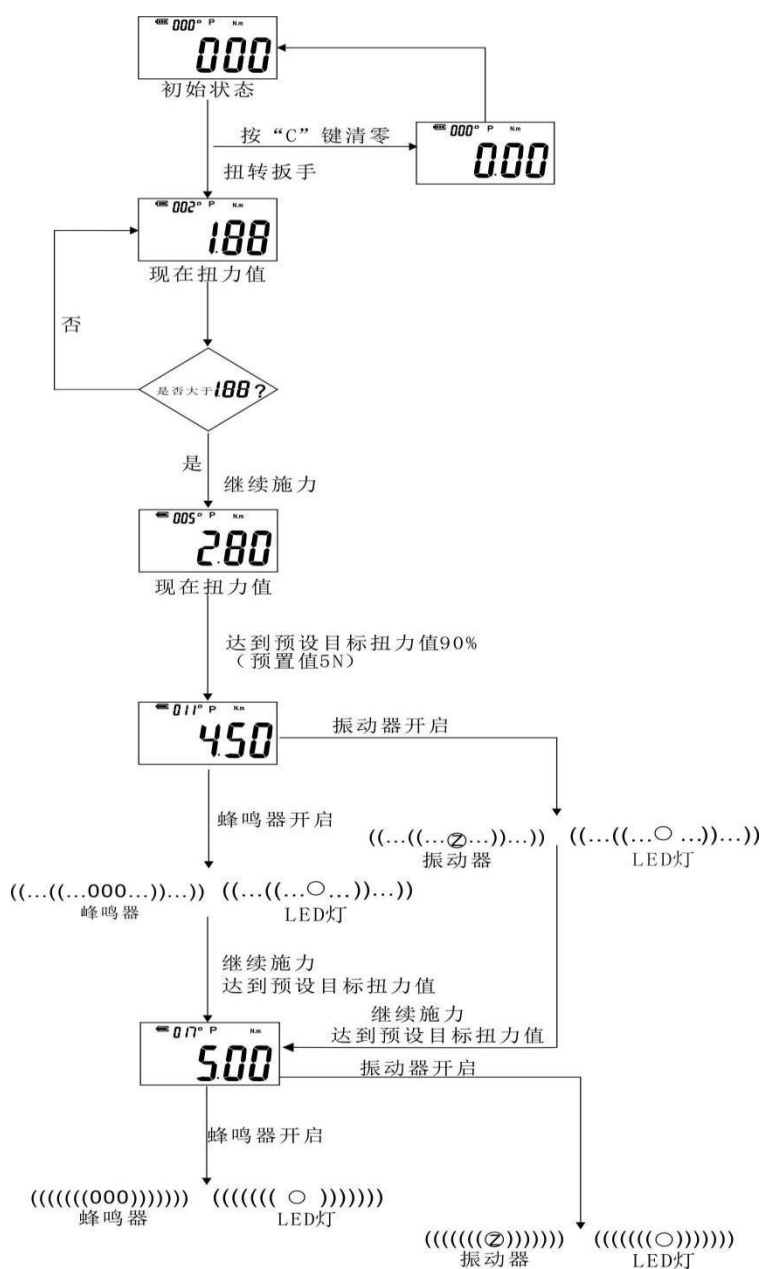 000° P N.m
000
初始状态
按“C”键清零
000° P N.m
0.00
扭转扳手
002° P N.m
1.88
现在扭力值
否
是否大于1.88?
是
继续施力
005° P N.m
2.80
现在扭力值
达到预设目标扭力值90%
（预置值5N）
011° P N.m
4.50
振动器开启
蜂鸣器开启
((...((...Z...))...)) ((...((...○...))...))
振动器 LED灯
((...((...000...))...)) ((...((...○...))...))
蜂鸣器 LED灯
继续施力
达到预设目标扭力值
继续施力
达到预设目标扭力值
017° P N.m
5.00
振动器开启
蜂鸣器开启
(((((((000))))))) ((((((( ○ )))))))
蜂鸣器 LED灯
(((((((Z))))))) (((((((○)))))))
振动器 LED灯